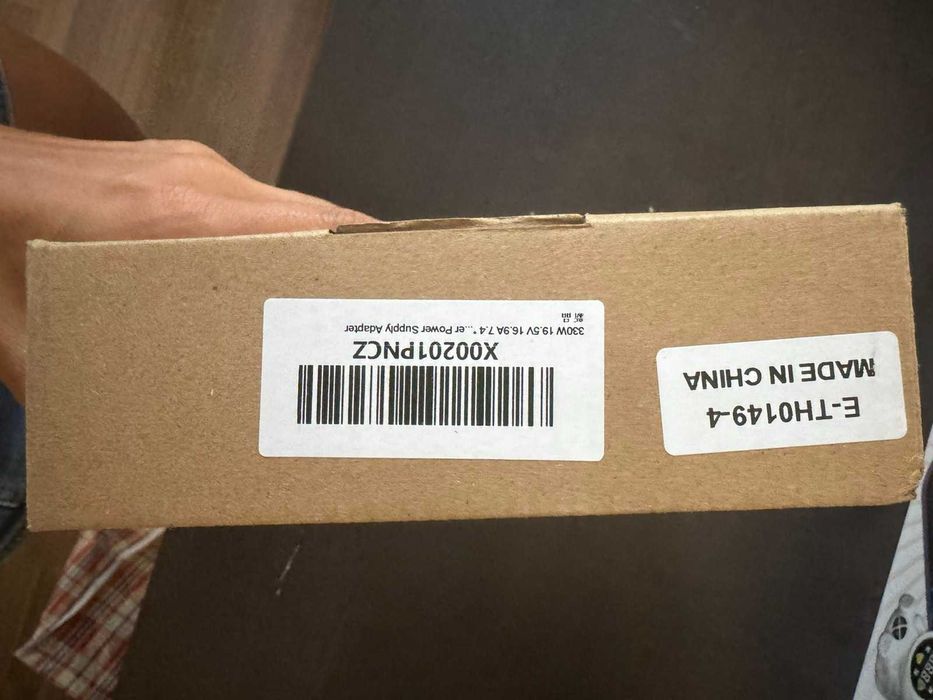 X00201PNCZ
330W 19.5V 16.9A 7.4 *...er Power Supply Adapter
E-TH0149-4
MADE IN CHINA